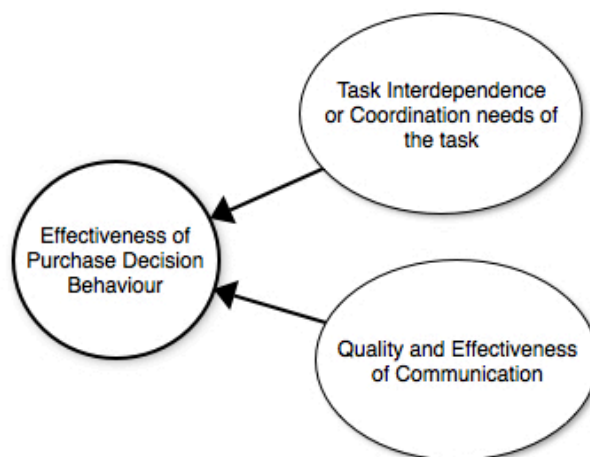 Task Interdependence
or Coordination needs of
the task
Effectiveness of
Purchase Decision
Behaviour
Quality and Effectiveness
of Communication